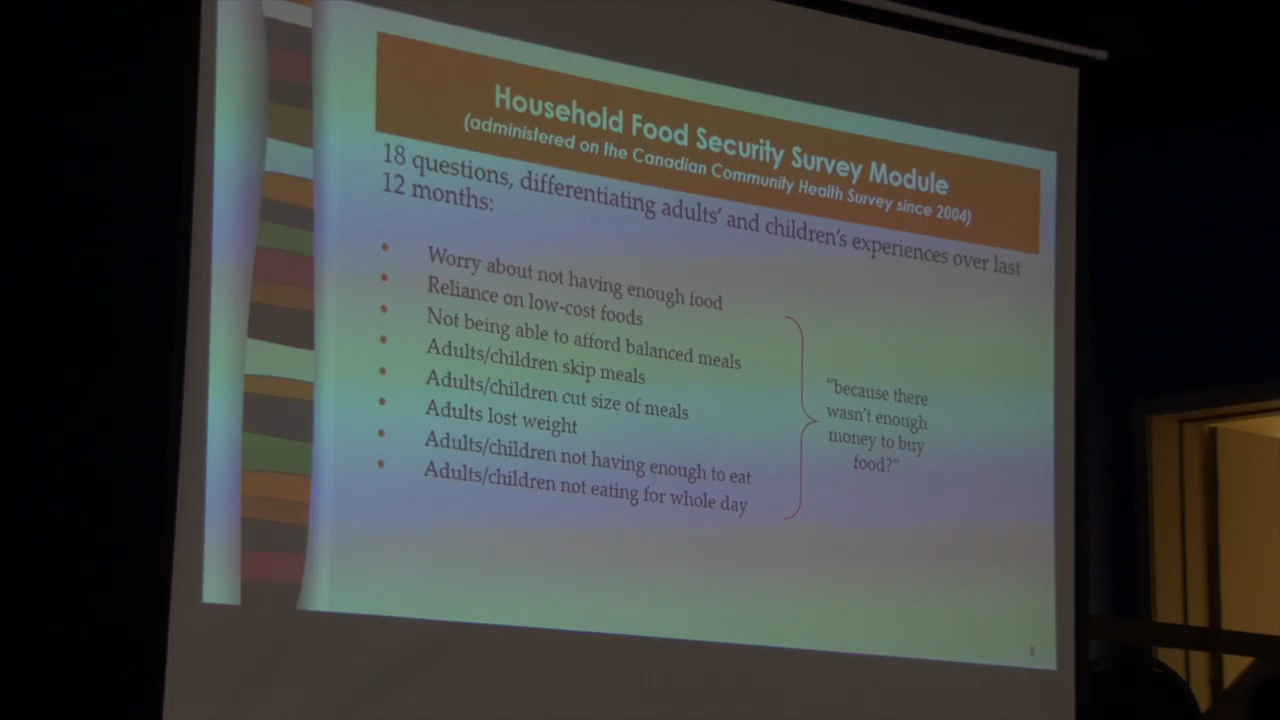 Household Food Security Survey Module
(administered on the Canadian Community Health Survey since 2004)
18 questions, differentiating adults' and children's experiences over last
12 months:
• Worry about not having enough food
• Reliance on low-cost foods
• Not being able to afford balanced meals
• Adults/children skip meals
• Adults/children cut size of meals
• Adults lost weight
• Adults/children not having enough to eat
• Adults/children not eating for whole day
"because there
wasn't enough
money to buy
food?"